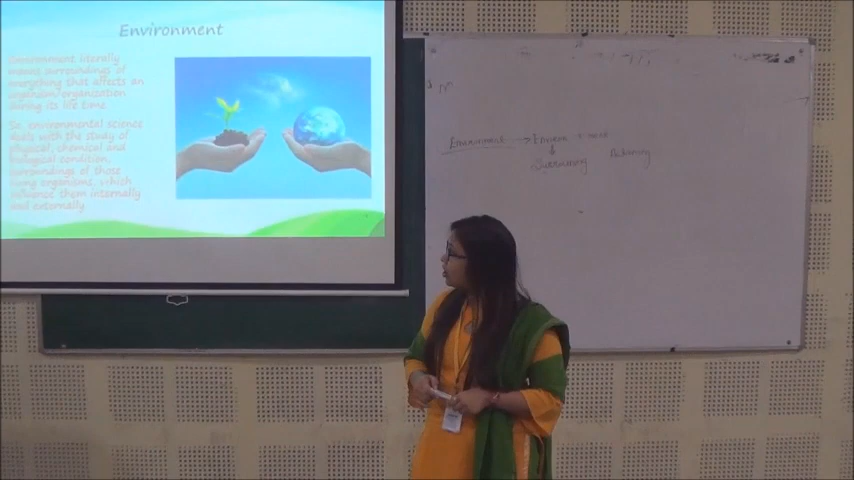 Environment
Environment literally
means surroundings of
everything that affects an
organism/organization
during its life time
So, environmental science
deals with the study of
physical, chemical and
biological condition,
surroundings of those
living organisms, which
influence them internally
and externally
Environment → Environ + ment
Surrounding